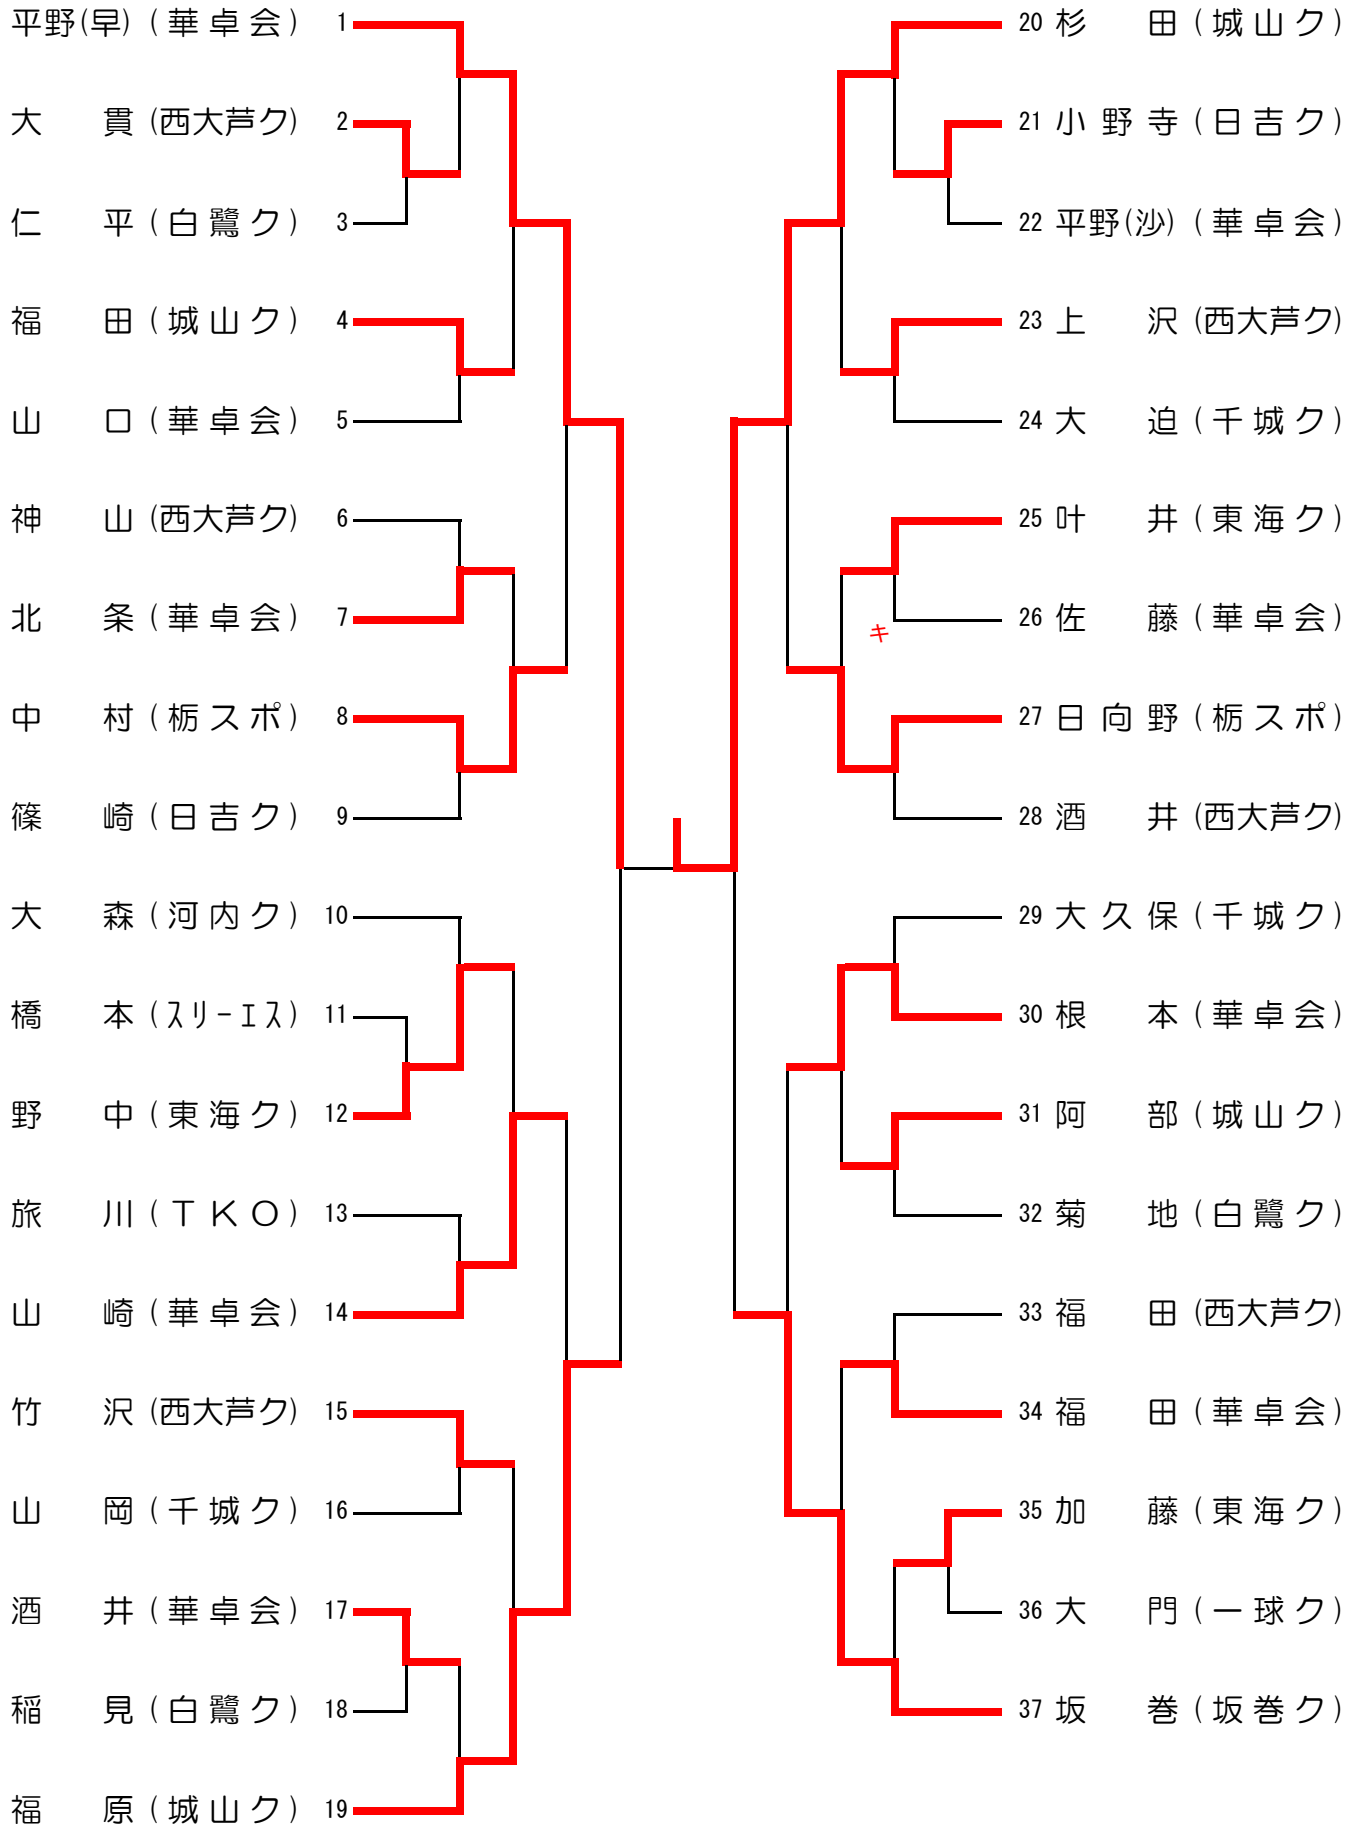 平野(早) (華卓会) 1
大 貫 (西大芦ク) 2
仁 平 (白鷺ク) 3
福 田 (城山ク) 4
山 口 (華卓会) 5
神 山 (西大芦ク) 6
北 条 (華卓会) 7
中 村 (栃スポ) 8
篠 崎 (日吉ク) 9
大 森 (河内ク) 10
橋 本 (スリーエス) 11
野 中 (東海ク) 12
旅 川 (TKO) 13
山 崎 (華卓会) 14
竹 沢 (西大芦ク) 15
山 岡 (千城ク) 16
酒 井 (華卓会) 17
稲 見 (白鷺ク) 18
福 原 (城山ク) 19
20 杉 田 (城山ク)
21 小野寺 (日吉ク)
22 平野(沙) (華卓会)
23 上 沢 (西大芦ク)
24 大 迫 (千城ク)
25 叶 井 (東海ク)
26 佐 藤 (華卓会)
キ
27 日向野 (栃スポ)
28 酒 井 (西大芦ク)
29 大久保 (千城ク)
30 根 本 (華卓会)
31 阿 部 (城山ク)
32 菊 地 (白鷺ク)
33 福 田 (西大芦ク)
34 福 田 (華卓会)
35 加 藤 (東海ク)
36 大 門 (一球ク)
37 坂 巻 (坂巻ク)